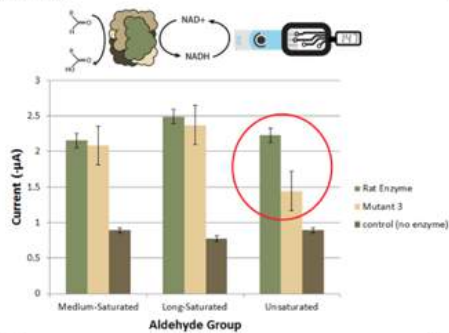 NAD+
NADH
Current (-µA)
3
2.5
2
1.5
1
0.5
0
Medium-Saturated
Long-Saturated
Unsaturated
Aldehyde Group
Rat Enzyme
Mutant 3
control (no enzyme)